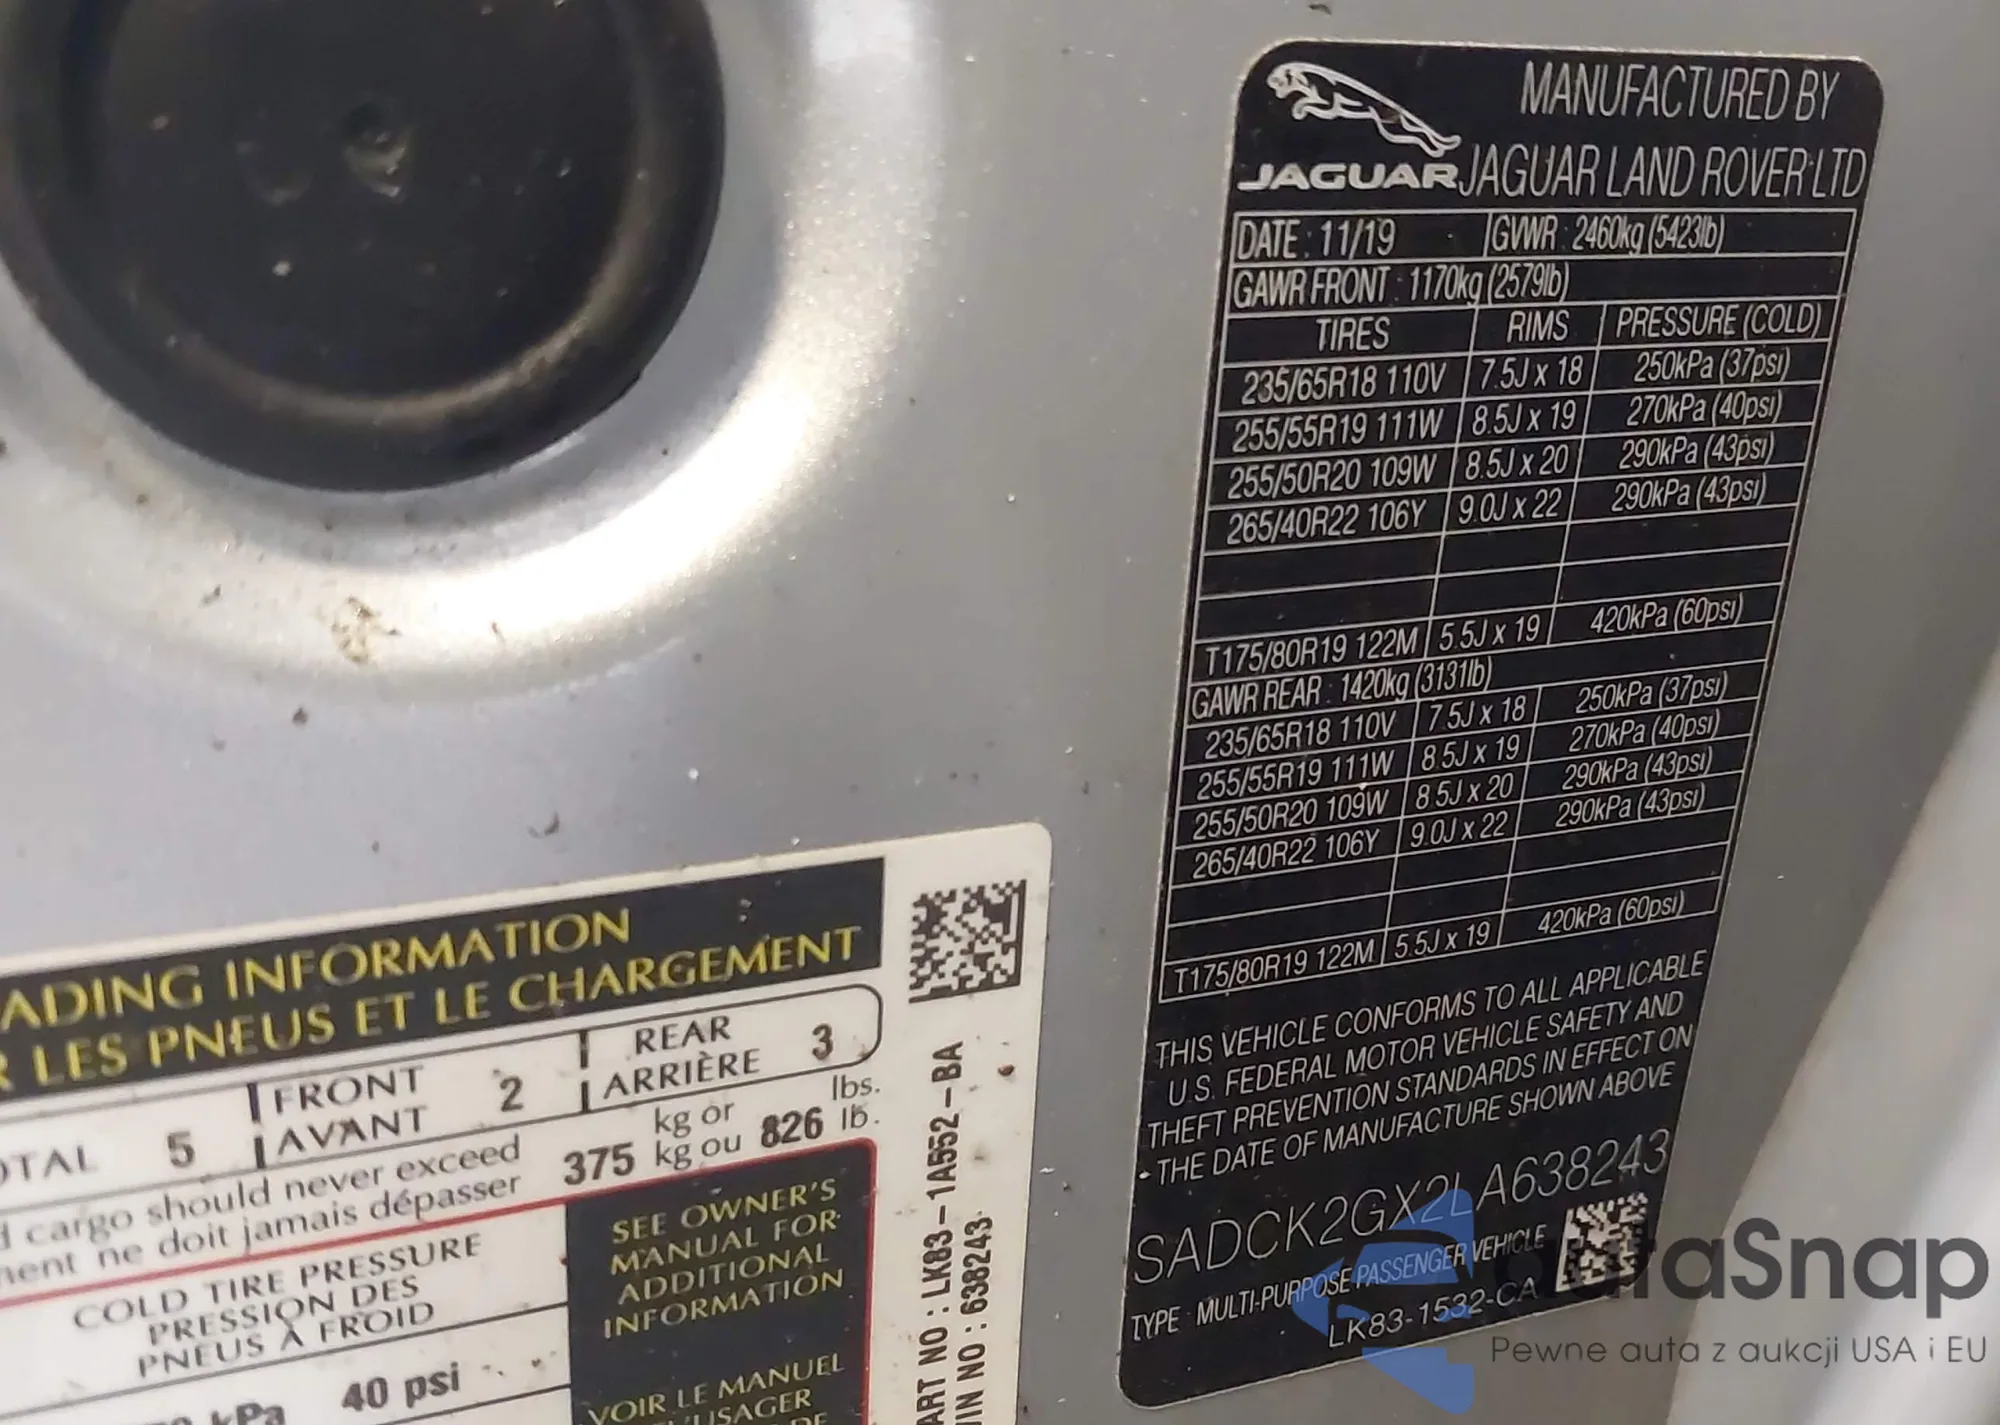 MANUFACTURED BY
JAGUAR JAGUAR LAND ROVER LTD
DATE : 11/19 GVWR : 2460kg (5423lb)
GAWR FRONT : 1170kg (2579lb)
TIRES RIMS PRESSURE (COLD)
235/65R18 110V 7.5J x 18 250kPa (37psi)
255/55R19 111W 8.5J x 19 270kPa (40psi)
255/50R20 109W 8.5J x 20 290kPa (43psi)
265/40R22 106Y 9.0J x 22 290kPa (43psi)
T175/80R19 122M 5.5J x 19 420kPa (60psi)
GAWR REAR : 1420kg (3131lb)
235/65R18 110V 7.5J x 18 250kPa (37psi)
255/55R19 111W 8.5J x 19 270kPa (40psi)
255/50R20 109W 8.5J x 20 290kPa (43psi)
265/40R22 106Y 9.0J x 22 290kPa (43psi)
T175/80R19 122M 5.5J x 19 420kPa (60psi)
THIS VEHICLE CONFORMS TO ALL APPLICABLE
U.S. FEDERAL MOTOR VEHICLE SAFETY AND
THEFT PREVENTION STANDARDS IN EFFECT ON
THE DATE OF MANUFACTURE SHOWN ABOVE
SADCK2GX2LA638243
TYPE : MULTI-PURPOSE PASSENGER VEHICLE
LK83-1532-CA
ADING INFORMATION
R LES PNEUS ET LE CHARGEMENT
OTAL 5 FRONT AVANT 2 REAR ARRIÈRE 3
d cargo should never exceed 375 kg or 826 lbs.
ment ne doit jamais dépasser kg ou lb.
COLD TIRE PRESSURE
PRESSION DES
PNEUS À FROID
kPa 40 psi
SEE OWNER'S
MANUAL FOR
ADDITIONAL
INFORMATION
VOIR LE MANUEL
L'USAGER
DE
ART NO : LK83-1A552-BA
VIN NO : 638243
utaSnap
Pewne auta z aukcji USA i EU